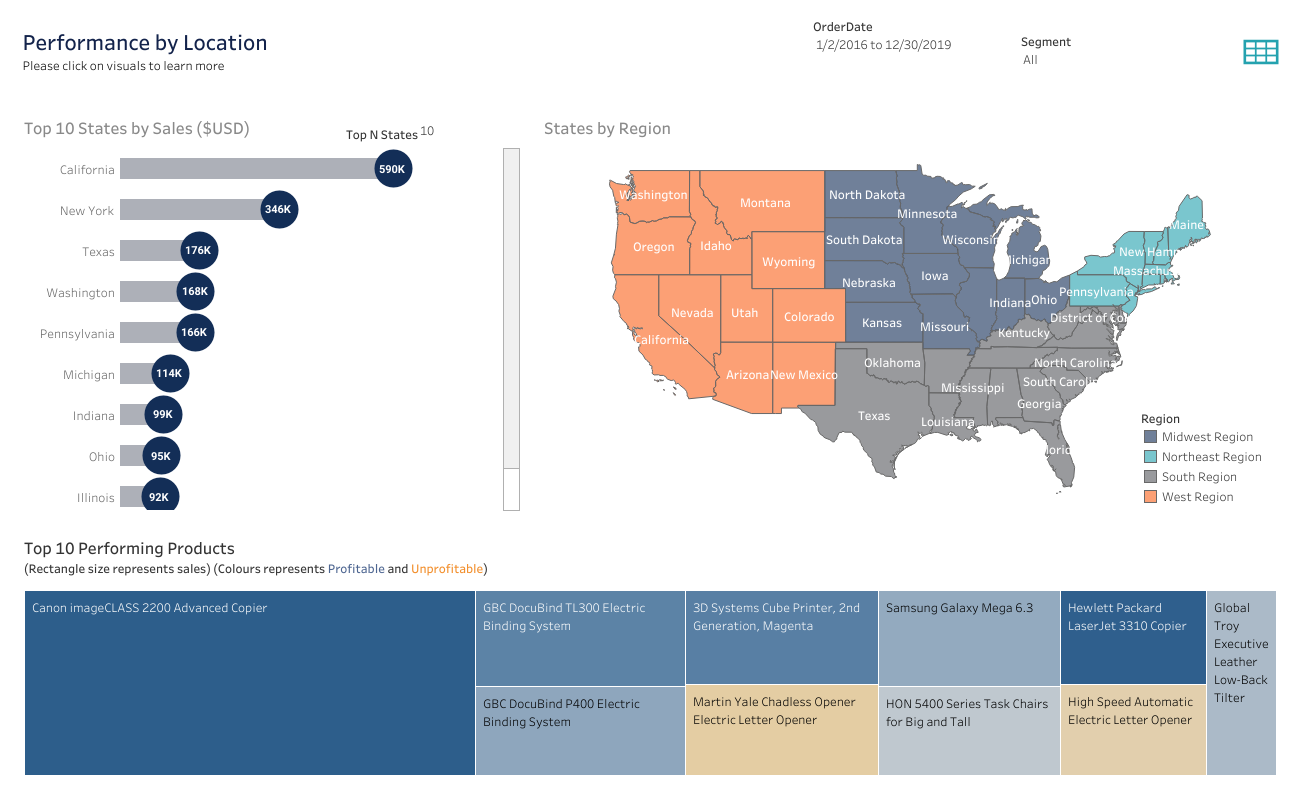 Performance by Location
Please click on visuals to learn more
OrderDate
1/2/2016 to 12/30/2019
Segment
All
Top 10 States by Sales ($USD)
Top N States 10
California 590K
New York 346K
Texas 176K
Washington 168K
Pennsylvania 166K
Michigan 114K
Indiana 99K
Ohio 95K
Illinois 92K
States by Region
Washington
Montana
North Dakota
Minnesota
Maine
Oregon
Idaho
South Dakota
Wisconsin
New Ham
Wyoming
Michigan
Massachus
Nebraska
Iowa
Pennsylvania
Nevada
Utah
Colorado
Kansas
Missouri
Indiana
Ohio
District of Col
California
Kentucky
Arizona
New Mexico
Oklahoma
North Carolina
Mississippi
South Carolin
Texas
Louisiana
Georgia
lorid
Region
Midwest Region
Northeast Region
South Region
West Region
Top 10 Performing Products
(Rectangle size represents sales) (Colours represents Profitable and Unprofitable)
Canon imageCLASS 2200 Advanced Copier
GBC DocuBind TL300 Electric
Binding System
3D Systems Cube Printer, 2nd
Generation, Magenta
Samsung Galaxy Mega 6.3
Hewlett Packard
LaserJet 3310 Copier
Global
Troy
Executive
Leather
Low-Back
Tilter
GBC DocuBind P400 Electric
Binding System
Martin Yale Chadless Opener
Electric Letter Opener
HON 5400 Series Task Chairs
for Big and Tall
High Speed Automatic
Electric Letter Opener